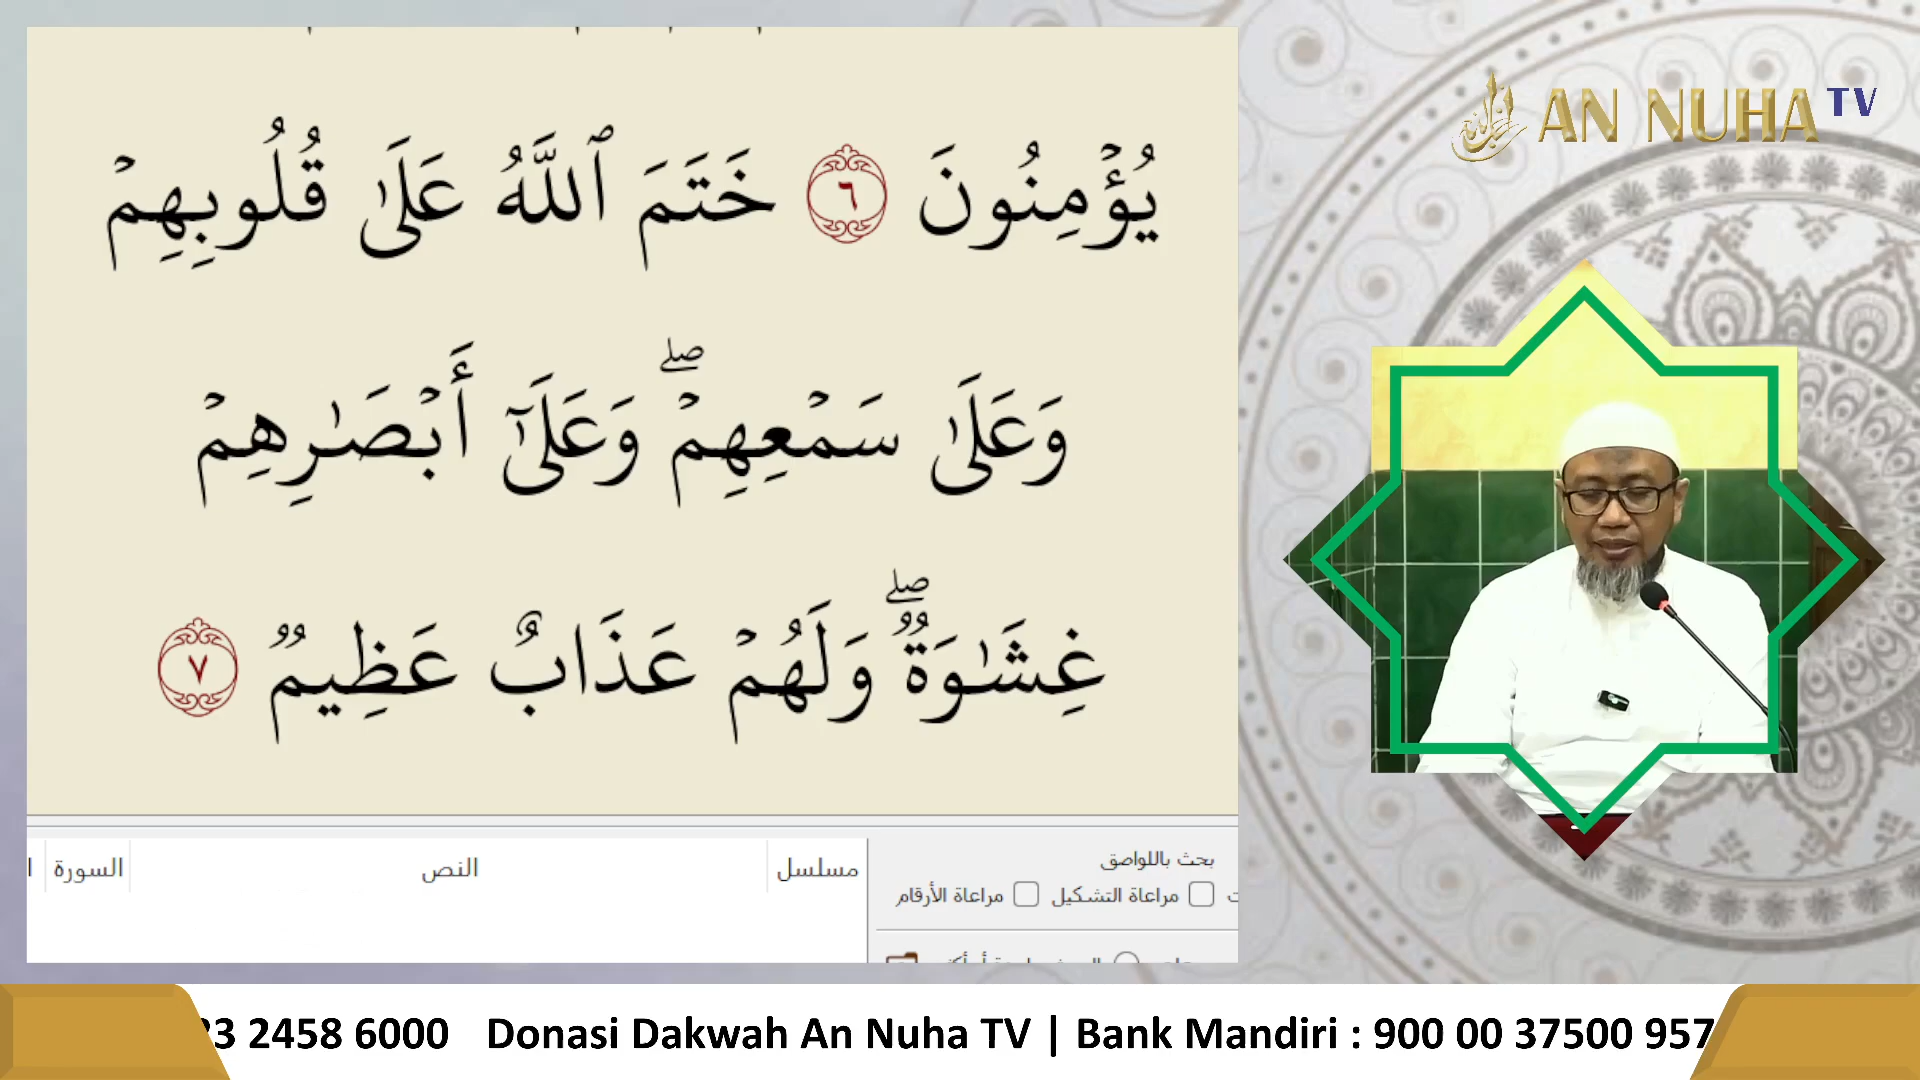 يُؤۡمِنُونَ ٦ خَتَمَ ٱللَّهُ عَلَىٰ قُلُوبِهِمۡ
وَعَلَىٰ سَمۡعِهِمۡۖ وَعَلَىٰٓ أَبۡصَٰرِهِمۡ
غِشَٰوَةٞۖ وَلَهُمۡ عَذَابٌ عَظِيمٞ ٧
AN NUHA TV
مسلسل النص السورة
بحث باللواصق
مراعاة التشكيل مراعاة الأرقام
3 2458 6000 Donasi Dakwah An Nuha TV | Bank Mandiri : 900 00 37500 957